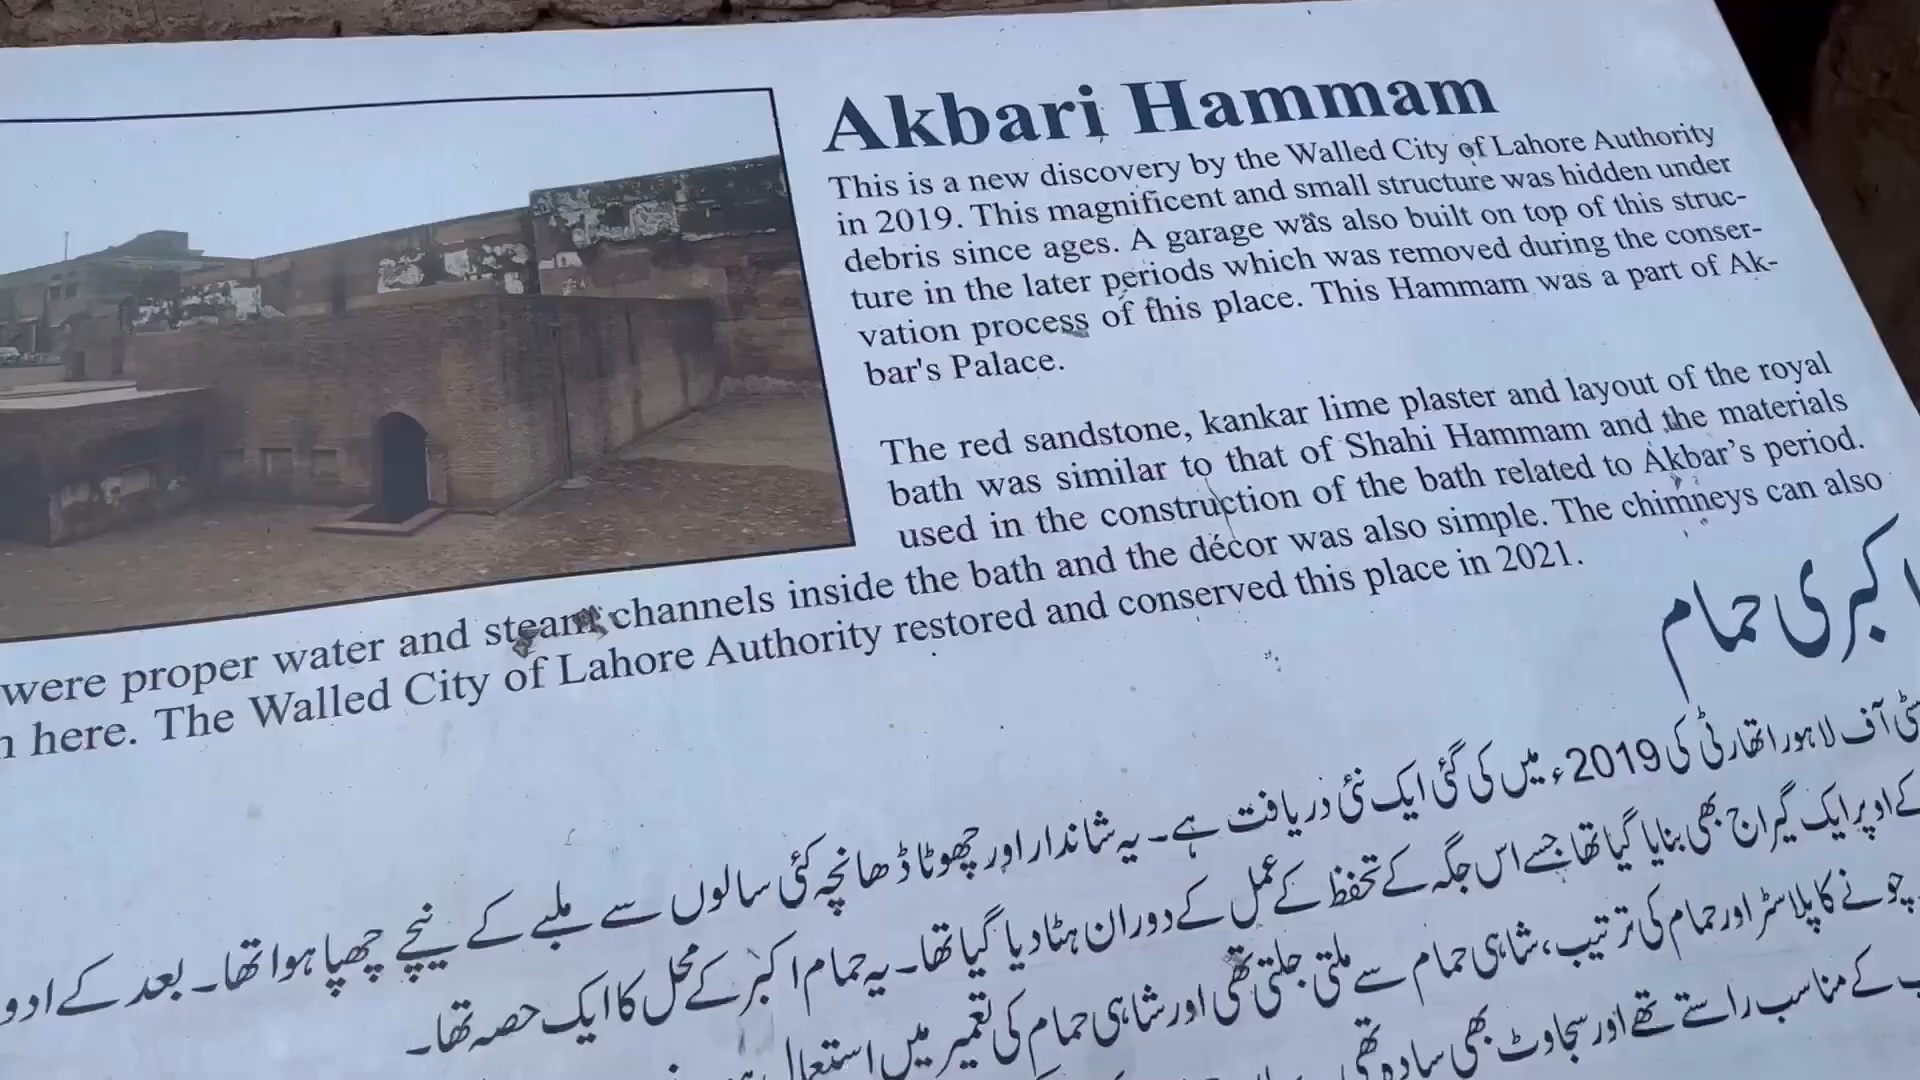 Akbari Hammam
This is a new discovery by the Walled City of Lahore Authority
in 2019. This magnificent and small structure was hidden under
debris since ages. A garage was also built on top of this struc-
ture in the later periods which was removed during the conser-
vation process of this place. This Hammam was a part of Ak-
bar's Palace.
The red sandstone, kankar lime plaster and layout of the royal
bath was similar to that of Shahi Hammam and the materials
used in the construction of the bath related to Akbar's period.
were proper water and steam channels inside the bath and the décor was also simple. The chimneys can also
here. The Walled City of Lahore Authority restored and conserved this place in 2021.
اکبری حمام
سٹی آف لاہور اتھارٹی کی 2019ء میں کی گئی ایک نئی دریافت ہے۔ یہ شاندار اور چھوٹا ڈھانچہ کئی سالوں سے ملبے کے نیچے چھپا ہوا تھا۔ بعد کے ادو
کے اوپر ایک گیراج بھی بنایا گیا تھا جسے اس جگہ کے تحفظ کے عمل کے دوران ہٹا دیا گیا تھا۔ یہ حمام اکبر کے محل کا ایک حصہ تھا۔
چونے کا پلاسٹر اور حمام کی ترتیب، شاہی حمام سے ملتی جلتی تھی اور شاہی حمام کی تعمیر میں استعمال
کے مناسب راستے تھے اور سجاوٹ بھی سادہ تھی